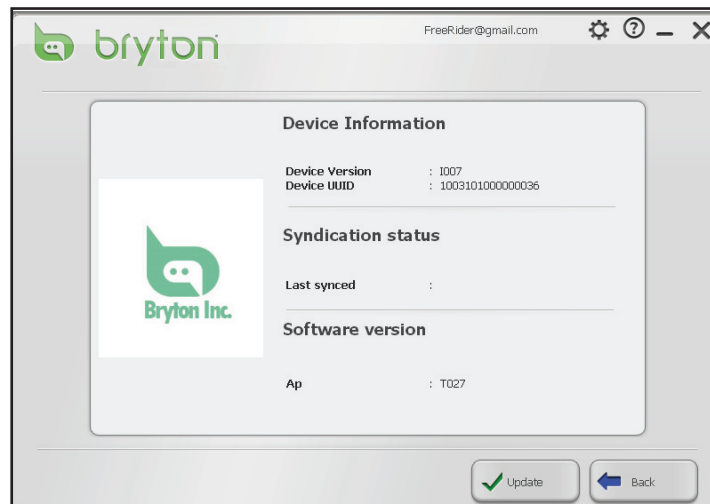 bryton
FreeRider@gmail.com
Device Information
Device Version : I007
Device UUID : 1003101000000036
Syndication status
Last synced :
Bryton Inc.
Software version
Ap : T027
Update
Back